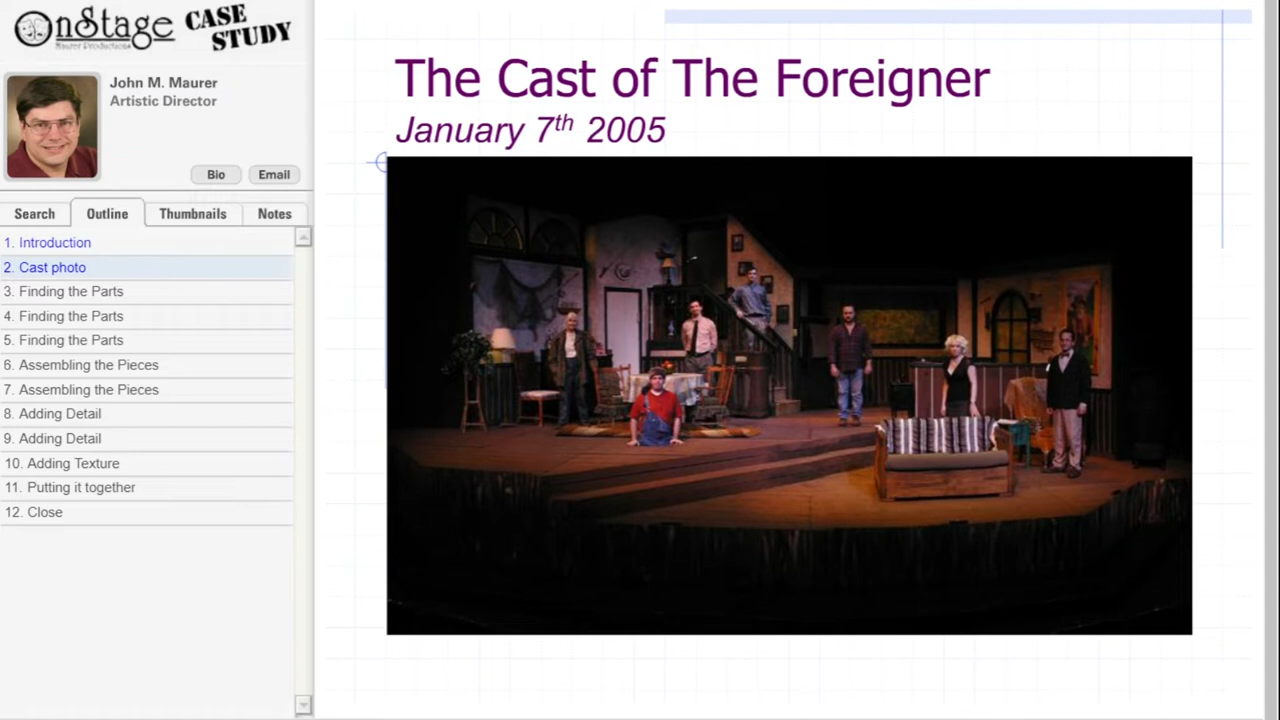 OnStage CASE
Maurer Productions STUDY
John M. Maurer
Artistic Director
Bio Email
Search Outline Thumbnails Notes
1. Introduction
2. Cast photo
3. Finding the Parts
4. Finding the Parts
5. Finding the Parts
6. Assembling the Pieces
7. Assembling the Pieces
8. Adding Detail
9. Adding Detail
10. Adding Texture
11. Putting it together
12. Close
The Cast of The Foreigner
January 7th 2005